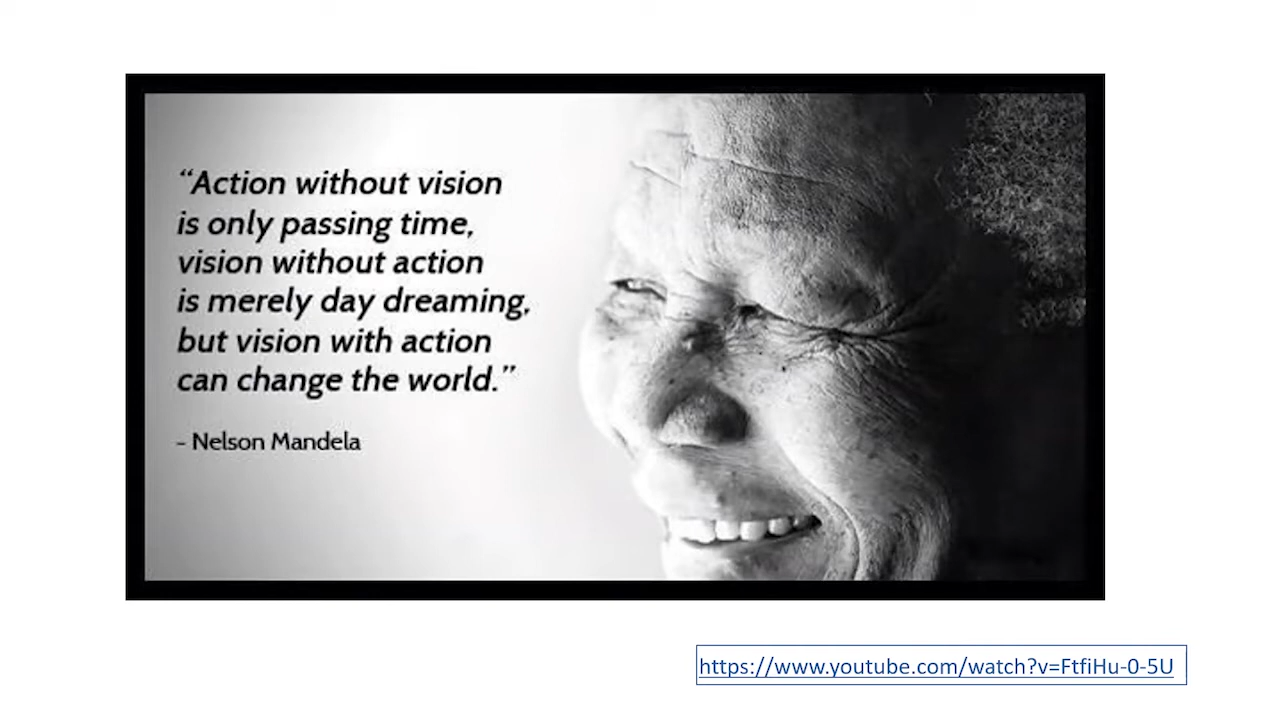 “Action without vision
is only passing time,
vision without action
is merely day dreaming,
but vision with action
can change the world.”
– Nelson Mandela
https://www.youtube.com/watch?v=FtfiHu-0-5U